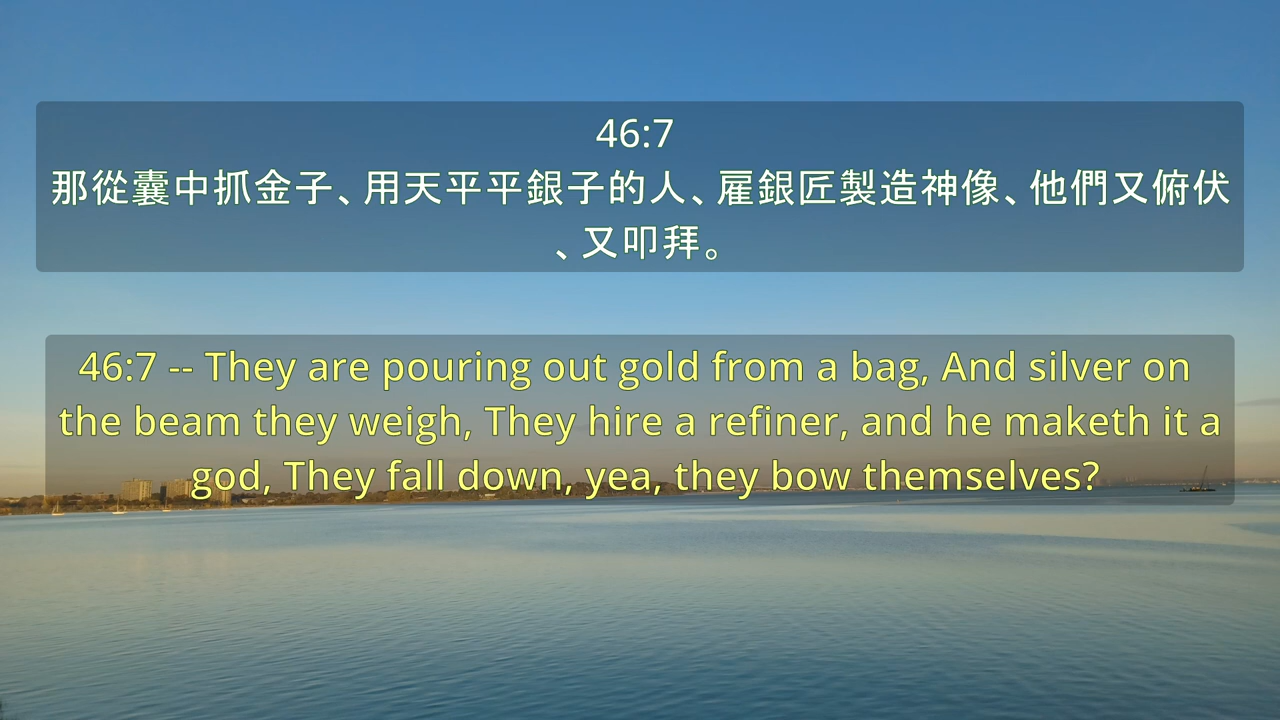 46:7
那從囊中抓金子、用天平平銀子的人、雇銀匠製造神像、他們又俯伏
、又叩拜。
46:7 -- They are pouring out gold from a bag, And silver on
the beam they weigh, They hire a refiner, and he maketh it a
god, They fall down, yea, they bow themselves?